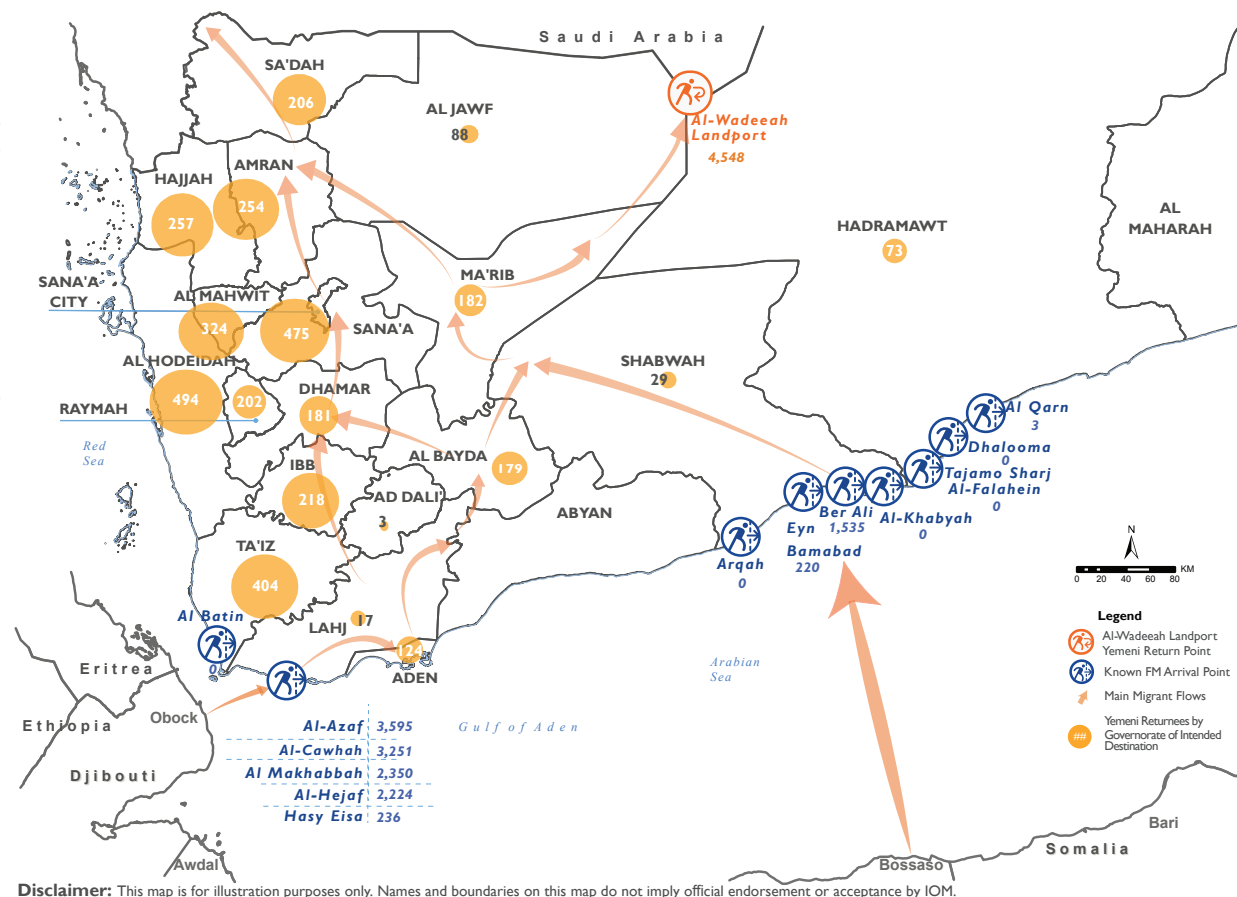 Saudi Arabia
SA'DAH
206
AL JAWF
88
Al-Wadeeah
Landport
4,548
AMRAN
HAJJAH
254
257
HADRAMAWT
73
AL
MAHARAH
SANA'A
CITY
MA'RIB
182
AL MAHWIT
324
475
SANA'A
AL HODEIDAH
494
SHABWAH
29
RAYMAH
202
DHAMAR
181
Red
Sea
Al Qarn
3
Dhalooma
0
Tajamo Sharj
Al-Falahein
0
AL BAYDA
179
IBB
218
AD DALI'
3
ABYAN
Eyn
Ber Ali
1,535
Al-Khabyah
0
Bamabad
220
Arqah
0
TA'IZ
404
N
0 20 40 60 80 KM
Al Batin
0
LAHJ
17
124
ADEN
Legend
Al-Wadeeah Landport
Yemeni Return Point
Known FM Arrival Point
Main Migrant Flows
##
Yemeni Returnees by
Governorate of Intended
Destination
Arabian
Sea
Eritrea
Ethiopia
Obock
Djibouti
Gulf of Aden
Al-Azaf 3,595
Al-Cawhah 3,251
Al Makhabbah 2,350
Al-Hejaf 2,224
Hasy Eisa 236
Awdal
Bari
Somalia
Bossaso
Disclaimer: This map is for illustration purposes only. Names and boundaries on this map do not imply official endorsement or acceptance by IOM.